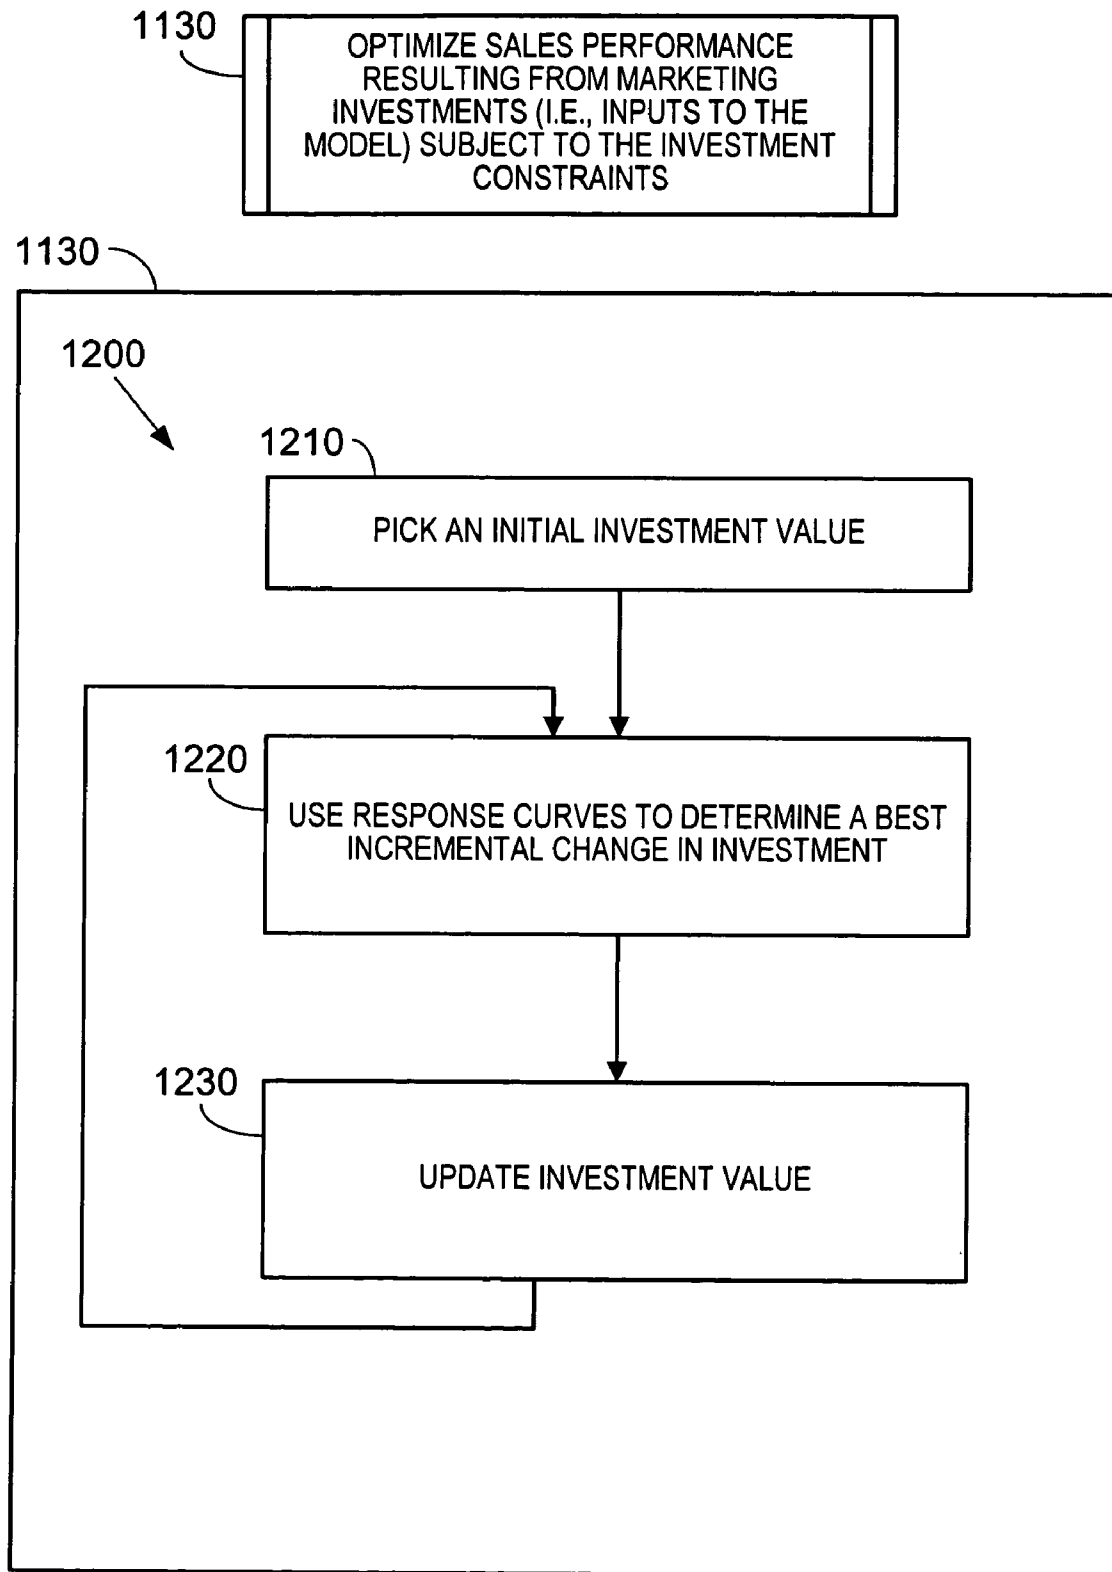 1130
OPTIMIZE SALES PERFORMANCE
RESULTING FROM MARKETING
INVESTMENTS (I.E., INPUTS TO THE
MODEL) SUBJECT TO THE INVESTMENT
CONSTRAINTS
1130
1200
1210
PICK AN INITIAL INVESTMENT VALUE
1220
USE RESPONSE CURVES TO DETERMINE A BEST
INCREMENTAL CHANGE IN INVESTMENT
1230
UPDATE INVESTMENT VALUE